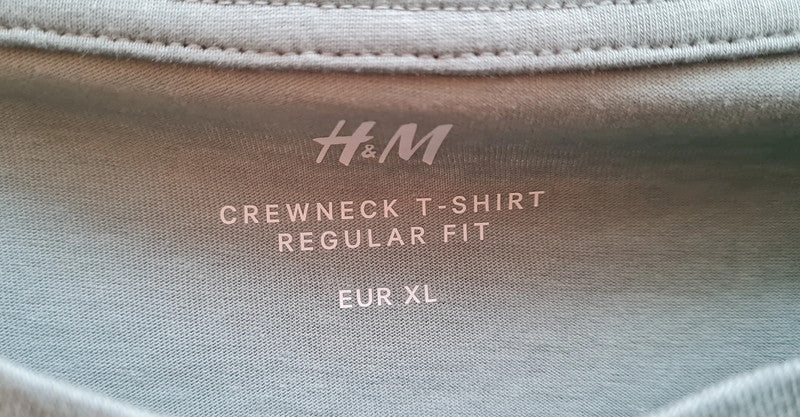 H&M
CREWNECK T-SHIRT
REGULAR FIT
EUR XL